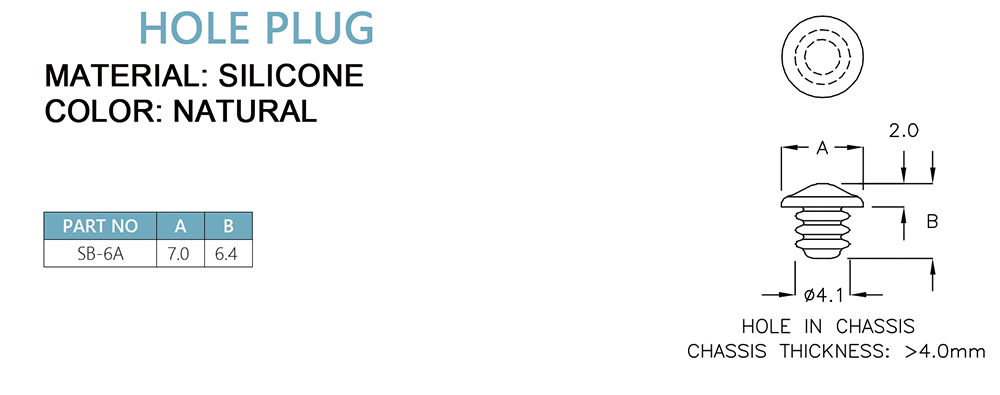 HOLE PLUG
MATERIAL: SILICONE
COLOR: NATURAL
PART NO A B
SB-6A 7.0 6.4
2.0
A
B
ø4.1
HOLE IN CHASSIS
CHASSIS THICKNESS: >4.0mm